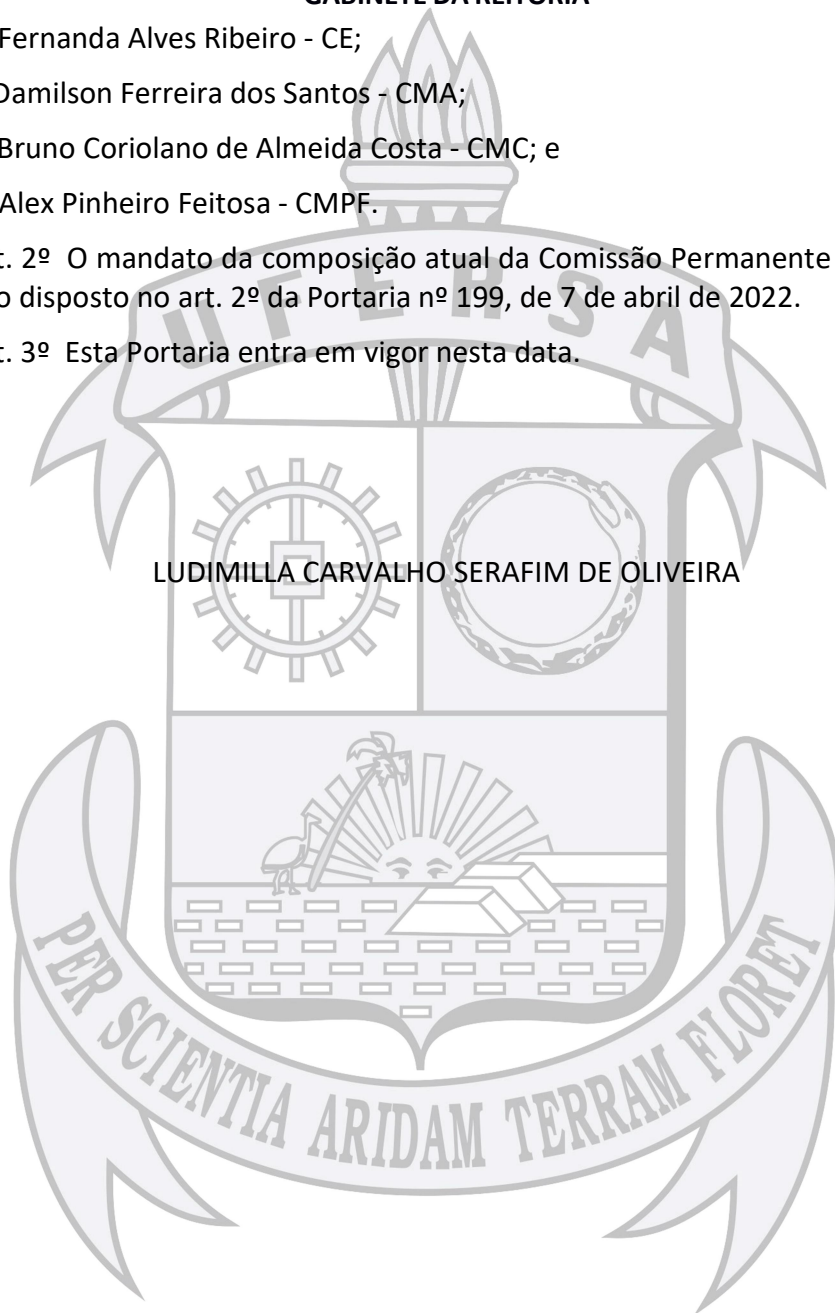 GABINETE DA REITORIA
Fernanda Alves Ribeiro - CE;
Damilson Ferreira dos Santos - CMA;
Bruno Coriolano de Almeida Costa - CMC; e
Alex Pinheiro Feitosa - CMPF.
t. 2º O mandato da composição atual da Comissão Permanente
o disposto no art. 2º da Portaria nº 199, de 7 de abril de 2022.
t. 3º Esta Portaria entra em vigor nesta data.
UFERSA
LUDIMILLA CARVALHO SERAFIM DE OLIVEIRA
PER SCIENTIA ARIDAM TERRAM FLORET